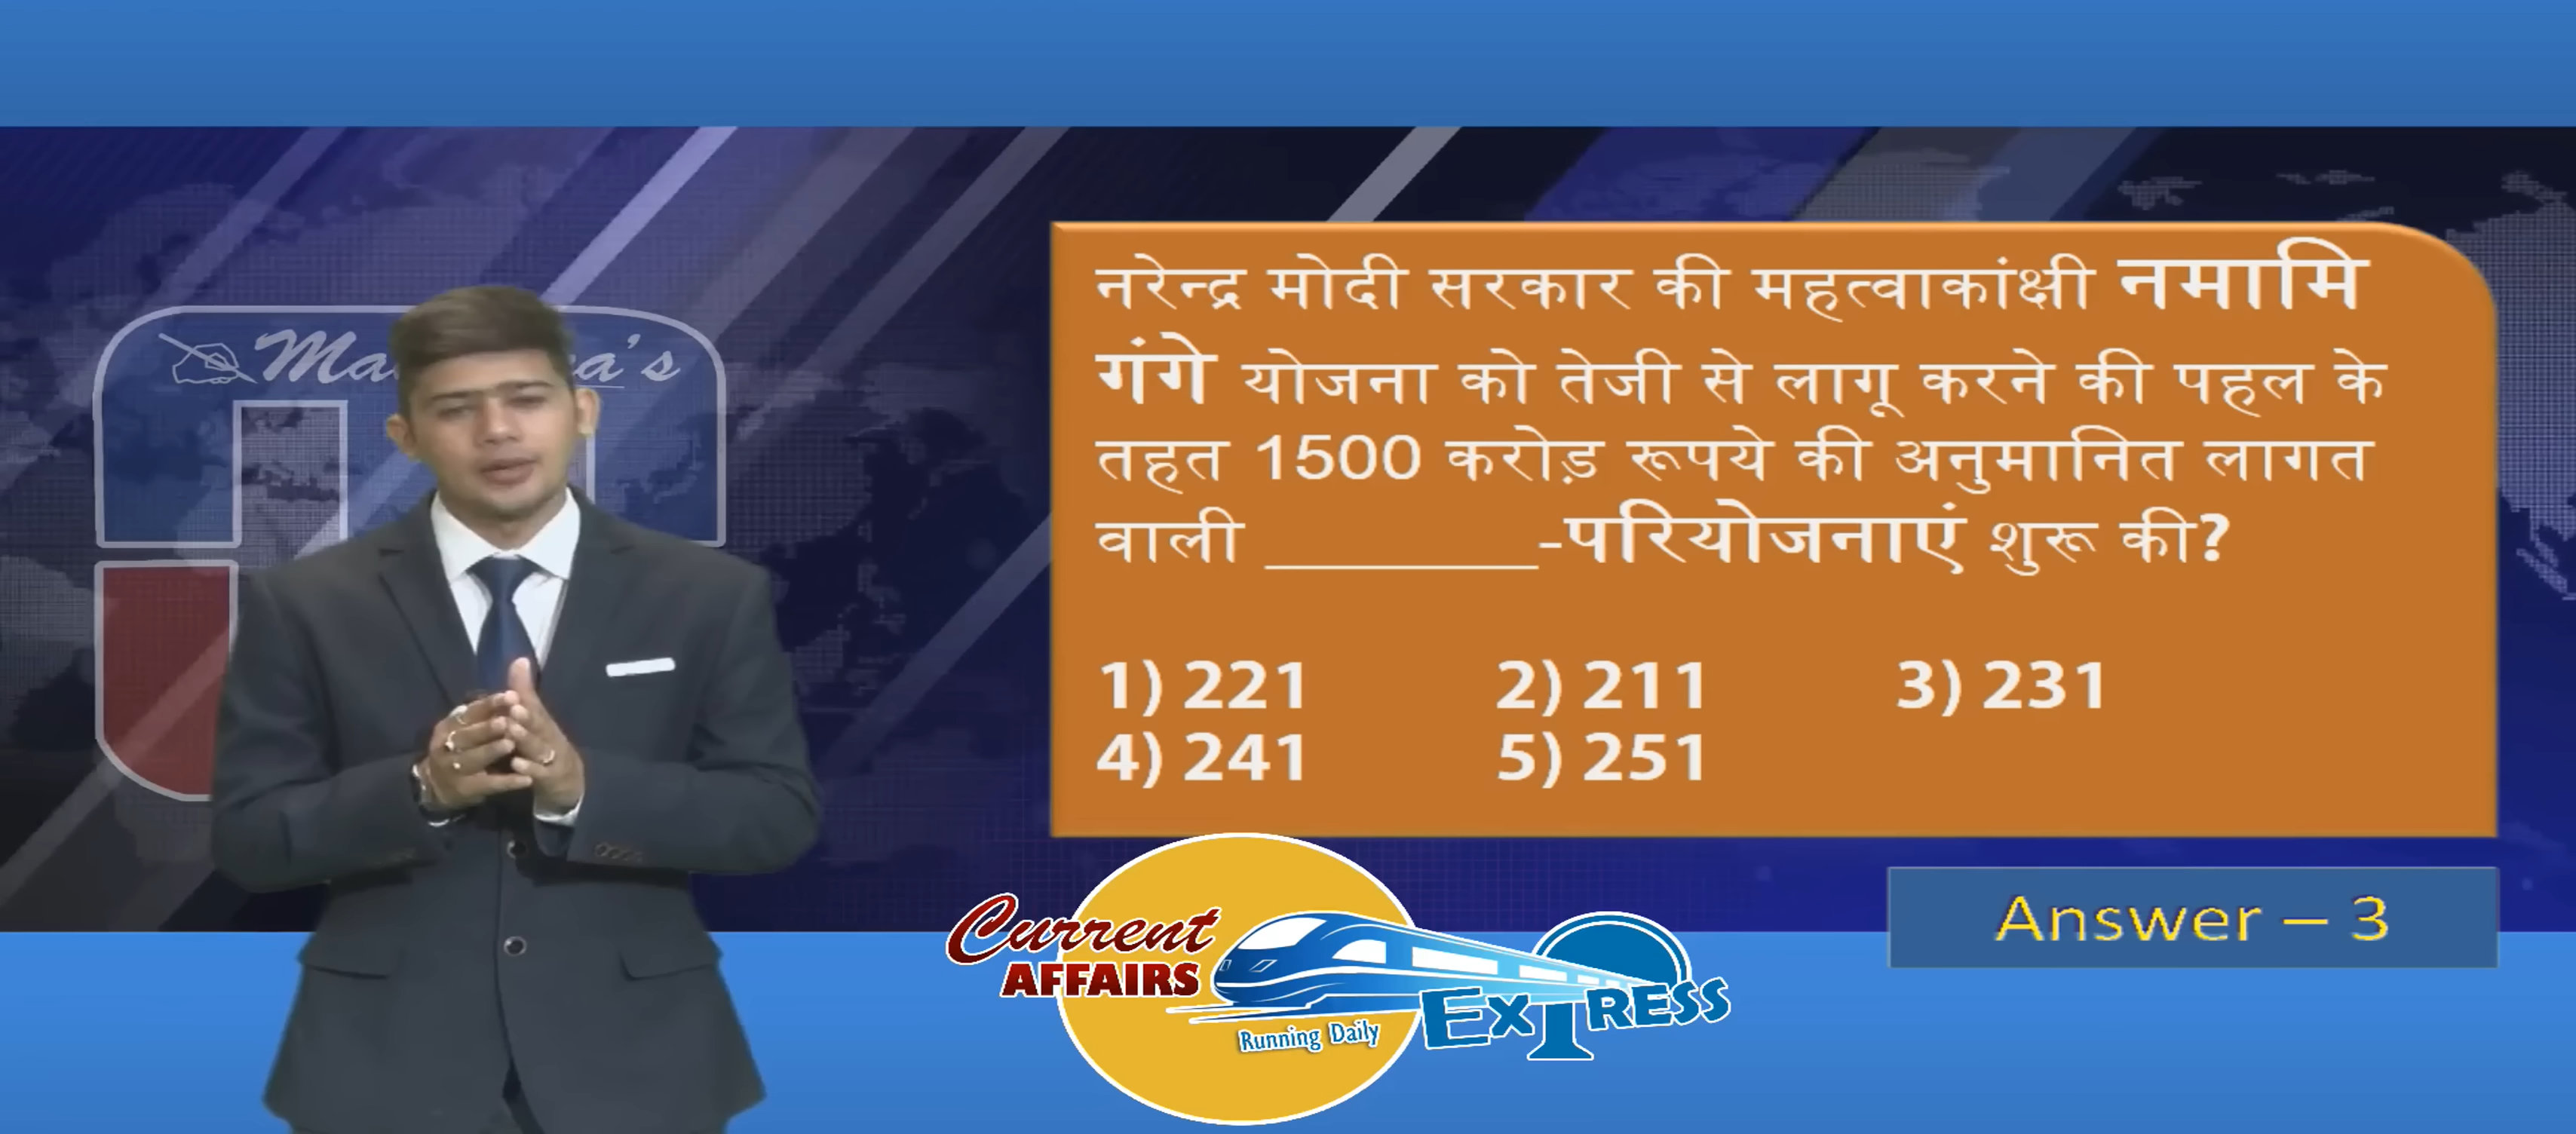 नरेन्द्र मोदी सरकार की महत्वाकांक्षी नमामि
गंगे योजना को तेजी से लागू करने की पहल के
तहत 1500 करोड़ रूपये की अनुमानित लागत
वाली ________-परियोजनाएं शुरू की?
1) 221 2) 211 3) 231
4) 241 5) 251
Answer – 3
Current
AFFAIRS
EXPRESS
Running Daily